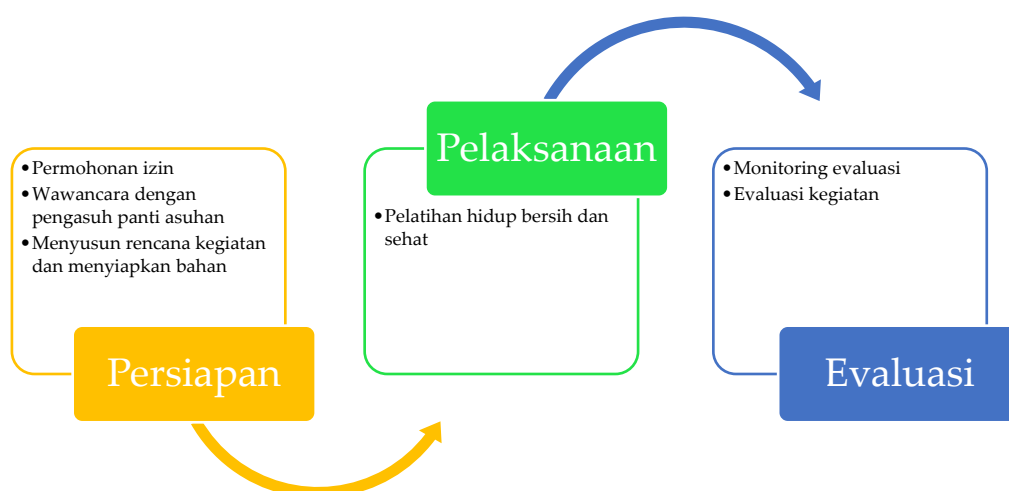 •Permohonan izin
•Wawancara dengan
pengasuh panti asuhan
•Menyusun rencana kegiatan
dan menyiapkan bahan
Persiapan
Pelaksanaan
•Pelatihan hidup bersih dan
sehat
•Monitoring evaluasi
•Evaluasi kegiatan
Evaluasi